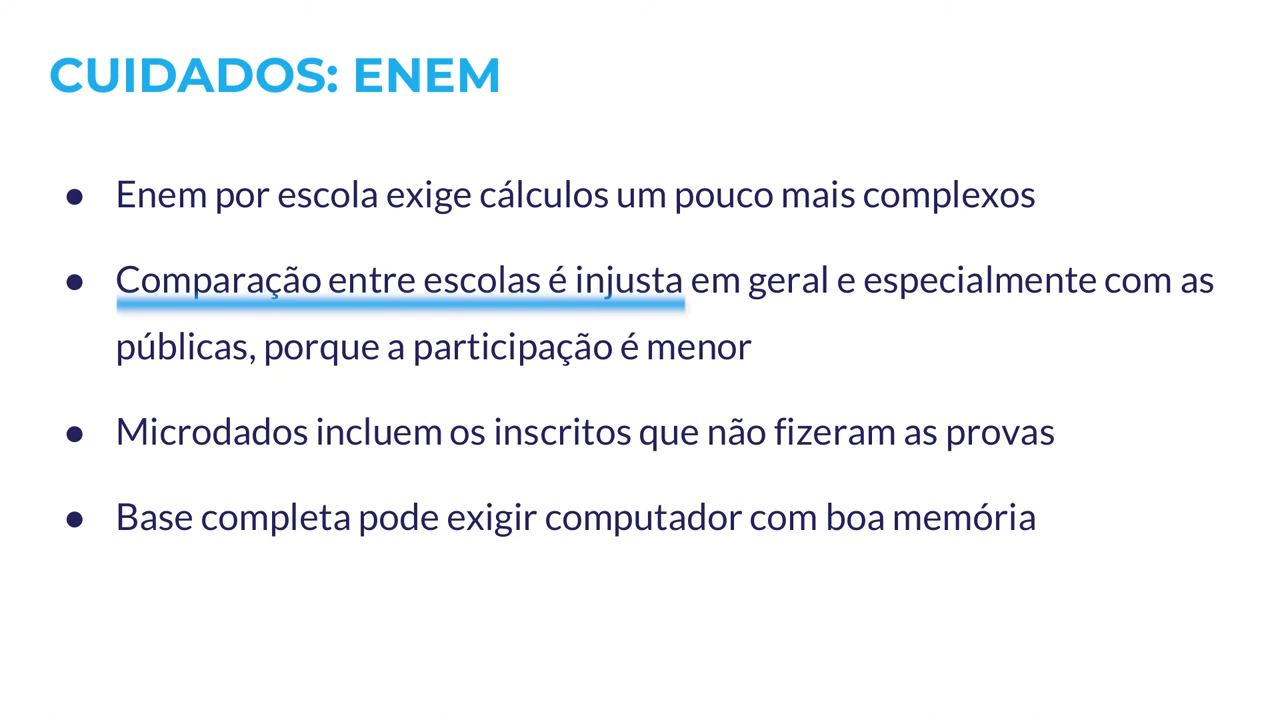 CUIDADOS: ENEM
● Enem por escola exige cálculos um pouco mais complexos
● Comparação entre escolas é injusta em geral e especialmente com as
públicas, porque a participação é menor
● Microdados incluem os inscritos que não fizeram as provas
● Base completa pode exigir computador com boa memória